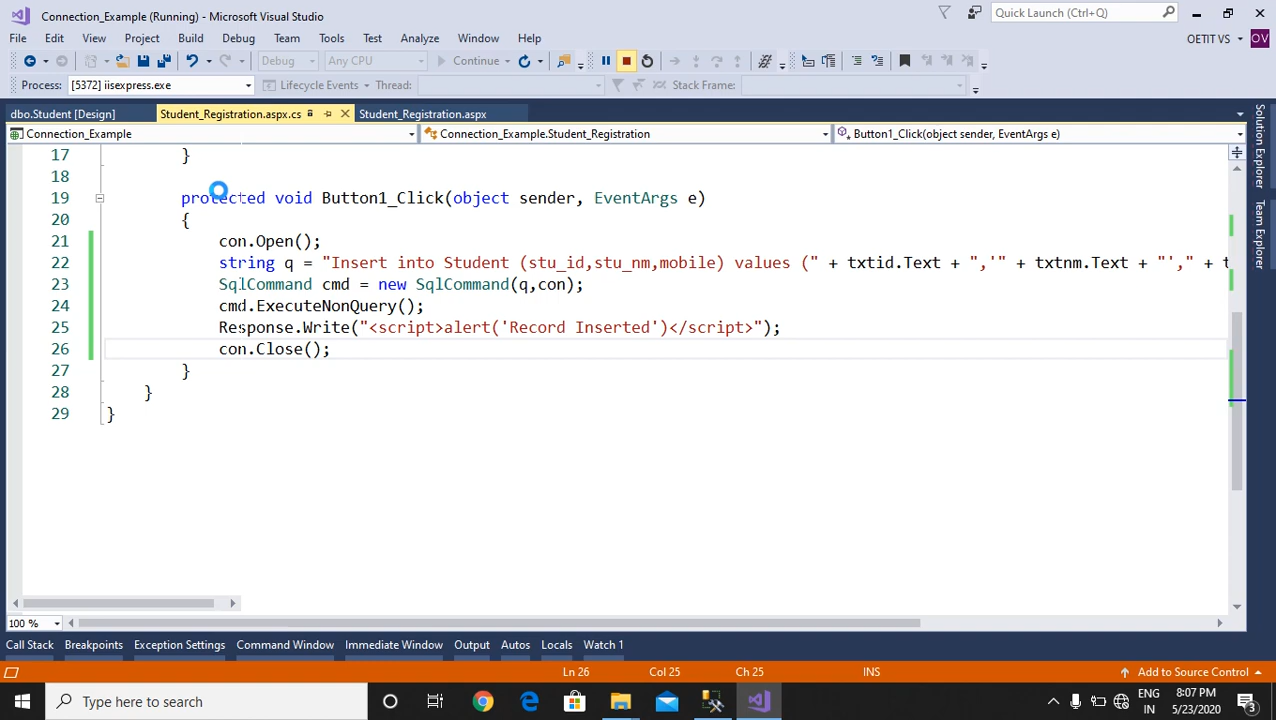 Connection_Example (Running) - Microsoft Visual Studio
Quick Launch (Ctrl+Q)
File Edit View Project Build Debug Team Tools Test Analyze Window Help
OETIT VS OV
Debug Any CPU Continue
Process: [5372] iisexpress.exe Lifecycle Events Thread: Stack Frame:
dbo.Student [Design] Student_Registration.aspx.cs Student_Registration.aspx
Connection_Example Connection_Example.Student_Registration Button1_Click(object sender, EventArgs e)
Solution Explorer
Team Explorer
17 }
18
19 protected void Button1_Click(object sender, EventArgs e)
20 {
21 con.Open();
22 string q = "Insert into Student (stu_id,stu_nm,mobile) values (" + txtid.Text + ",'" + txtnm.Text + "'," + t
23 SqlCommand cmd = new SqlCommand(q,con);
24 cmd.ExecuteNonQuery();
25 Response.Write("<script>alert('Record Inserted')</script>");
26 con.Close();
27 }
28 }
29 }
100 %
Call Stack Breakpoints Exception Settings Command Window Immediate Window Output Autos Locals Watch 1
Ln 26 Col 25 Ch 25 INS Add to Source Control
Type here to search
ENG 8:07 PM
IN 5/23/2020
3